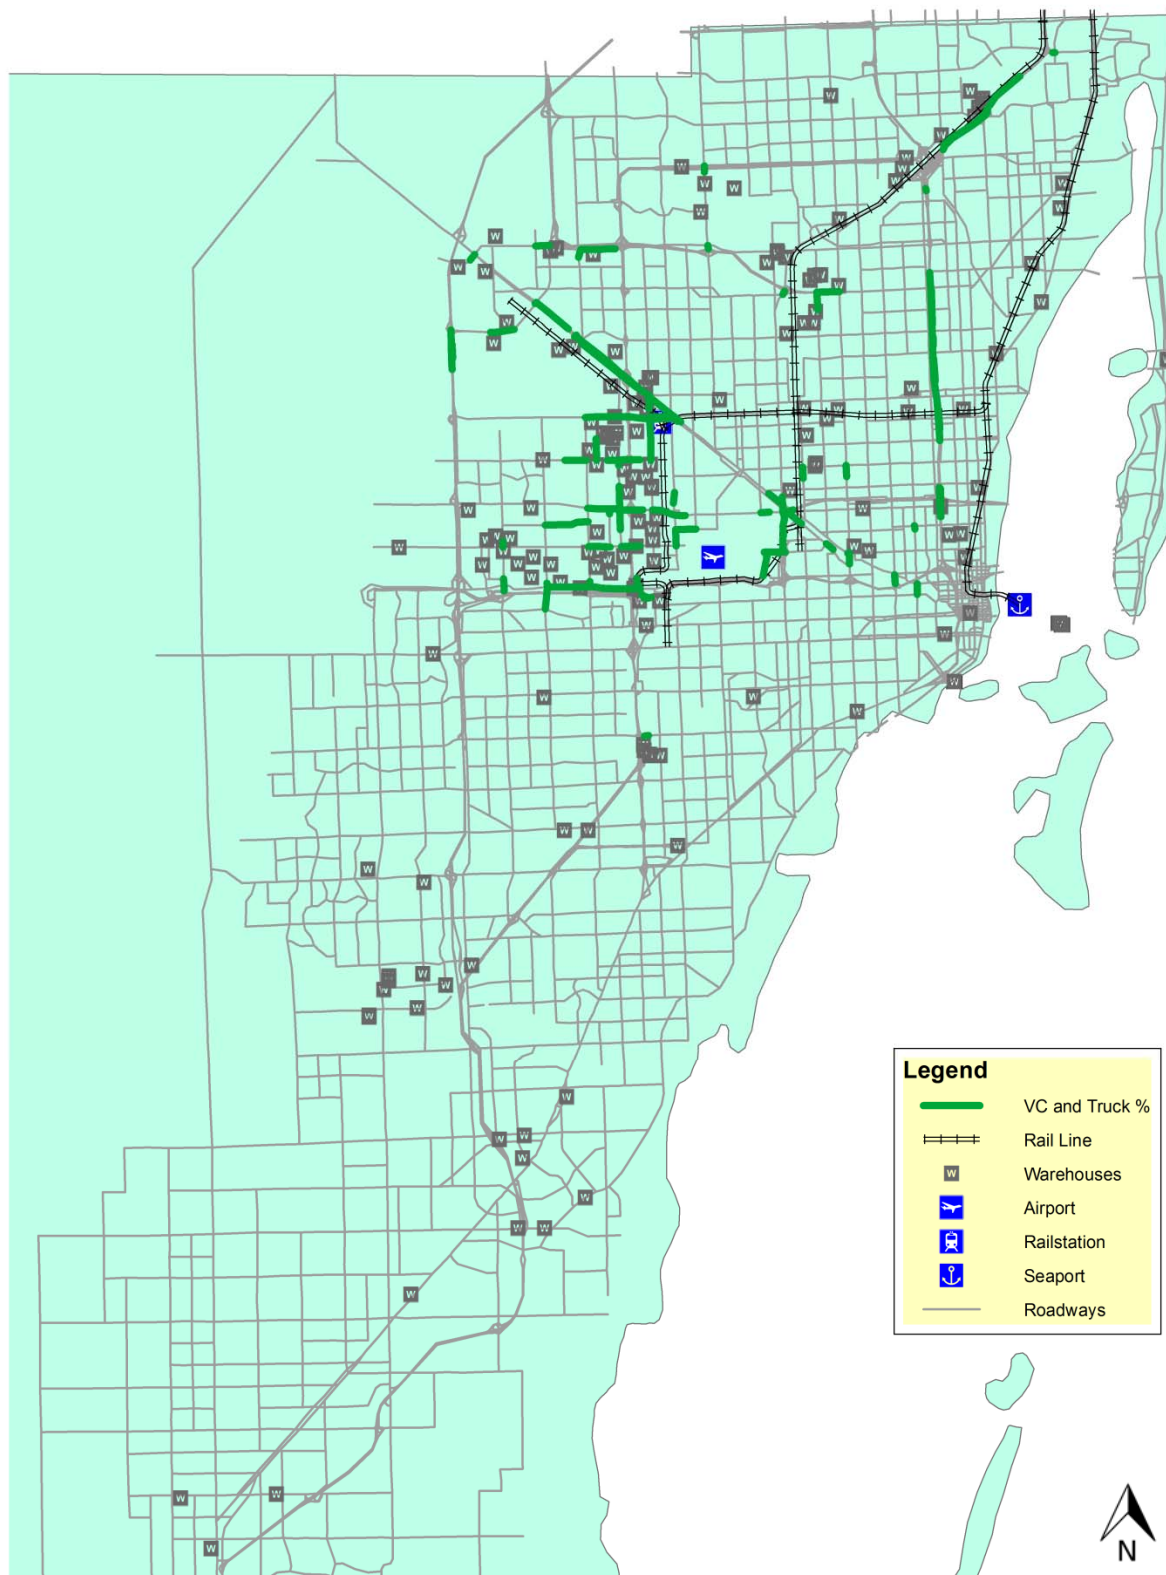 Legend
VC and Truck %
Rail Line
W Warehouses
Airport
Railstation
Seaport
Roadways
N